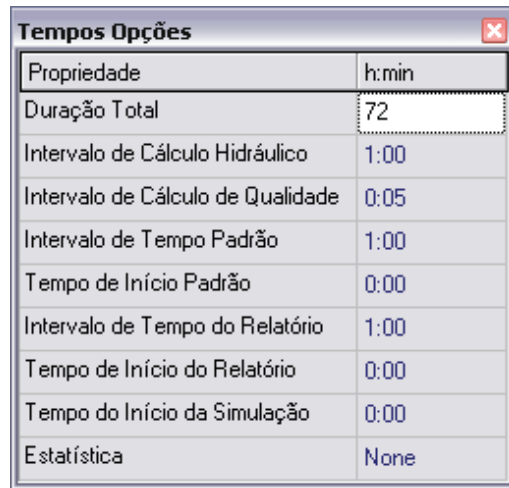 Tempos Opções
Propriedade h:min
Duração Total 72
Intervalo de Cálculo Hidráulico 1:00
Intervalo de Cálculo de Qualidade 0:05
Intervalo de Tempo Padrão 1:00
Tempo de Início Padrão 0:00
Intervalo de Tempo do Relatório 1:00
Tempo de Início do Relatório 0:00
Tempo do Início da Simulação 0:00
Estatística None